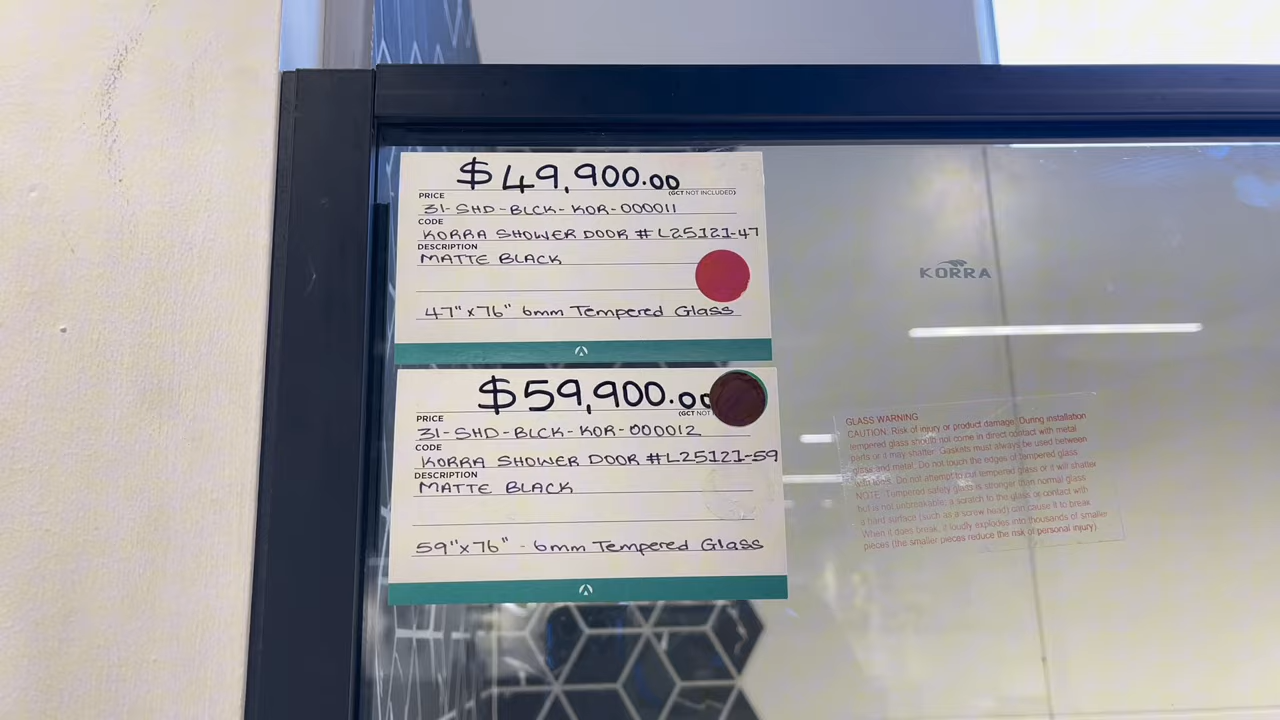 $49,900.00
PRICE
(GCT NOT INCLUDED)
31-SHD-BLCK-KOR-000011
CODE
KORRA SHOWER DOOR # L25121-47
DESCRIPTION
MATTE BLACK
47"x76" 6mm Tempered Glass
$59,900.00
PRICE
(GCT NOT
31-SHD-BLCK-KOR-000012
CODE
KORRA SHOWER DOOR #L25121-59
DESCRIPTION
MATTE BLACK
59"x76" - 6mm Tempered Glass
KORRA
GLASS WARNING
CAUTION: Risk of injury or product damage. During installation
tempered glass should not come in direct contact with metal
parts or it may shatter. Gaskets must always be used between
glass and metal. Do not touch the edges of tempered glass
with tools. Do not attempt to cut tempered glass or it will shatter
NOTE: Tempered safety glass is stronger than normal glass
but is not unbreakable; a scratch to the glass or contact with
a hard surface (such as a screw head) can cause it to break
When it does break, it loudly explodes into thousands of smaller
pieces (the smaller pieces reduce the risk of personal injury).